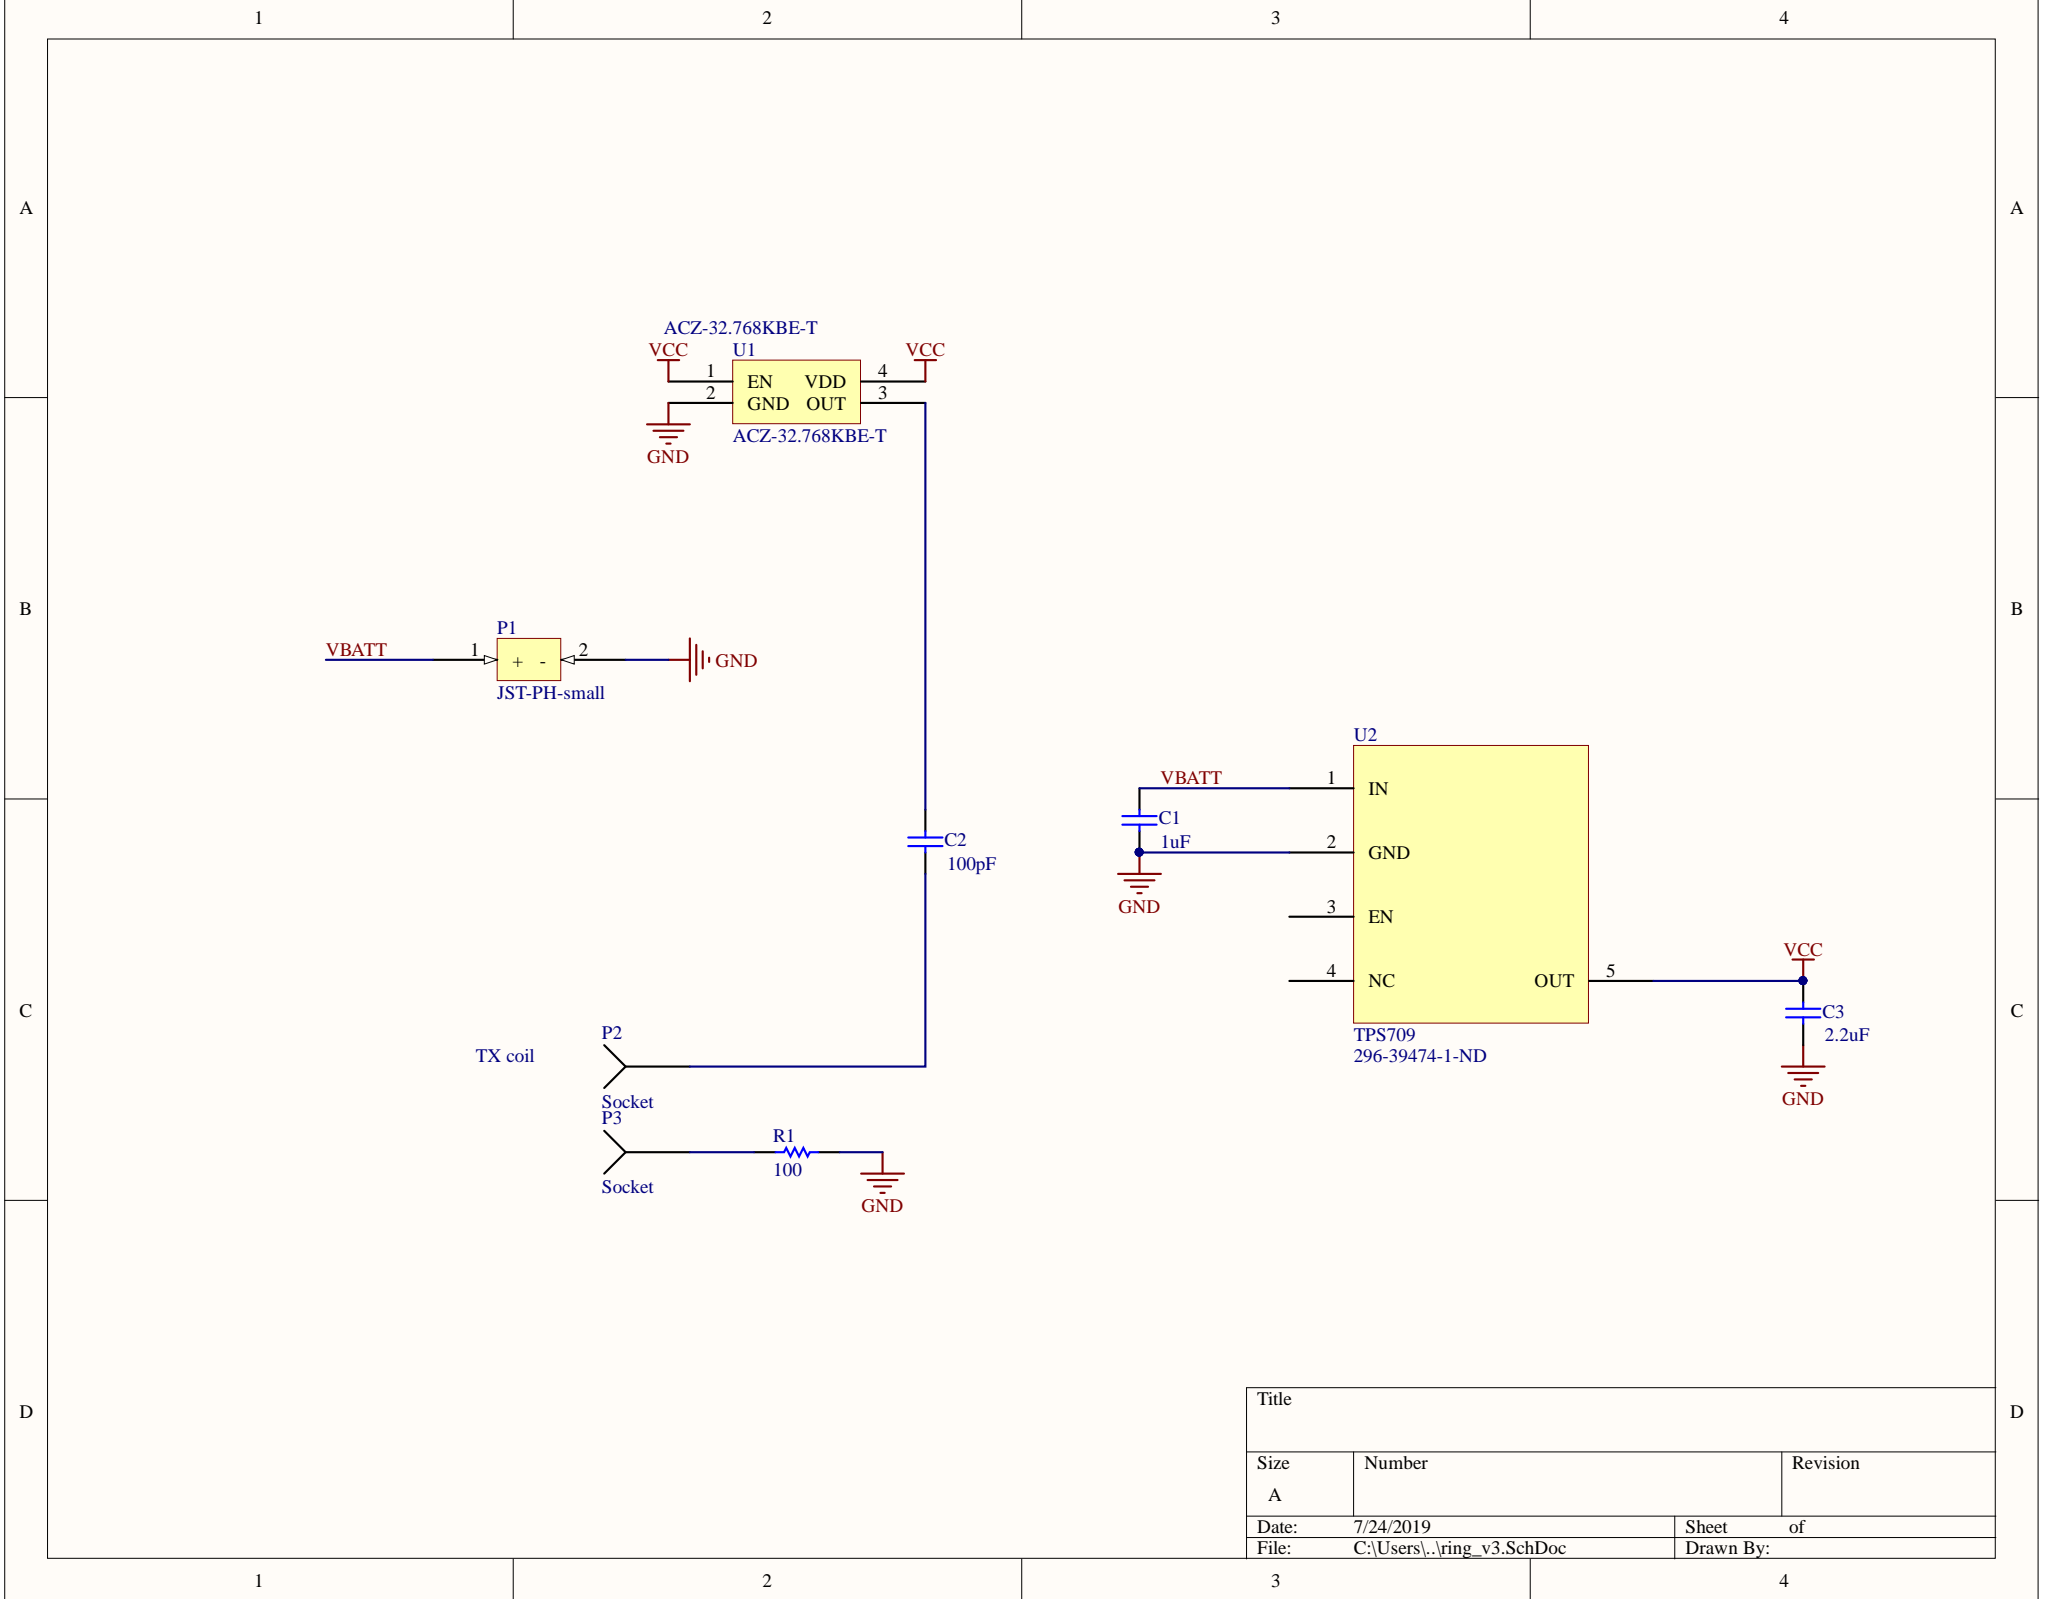 1 2 3 4
A A
ACZ-32.768KBE-T
VCC U1 VCC
1 EN VDD 4
2 GND OUT 3
ACZ-32.768KBE-T
GND
B B
P1
VBATT 1 + - 2 GND
JST-PH-small
U2
VBATT 1 IN
C1
1uF 2 GND
GND
C2
100pF
3 EN
4 NC OUT 5
VCC
C3
2.2uF
GND
TPS709
296-39474-1-ND
C C
P2
TX coil
Socket
P3
R1
100
Socket
GND
D D
Title
Size Number Revision
A
Date: 7/24/2019 Sheet of
File: C:\Users\..\ring_v3.SchDoc Drawn By:
1 2 3 4